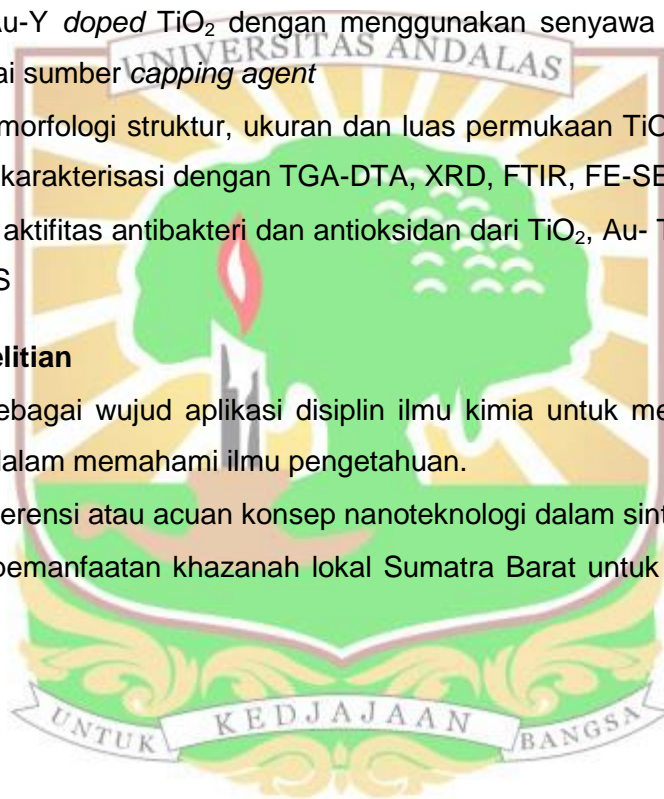 Au-Y doped TiO₂ dengan menggunakan senyawa
ai sumber capping agent
UNIVERSITAS ANDALAS
morfologi struktur, ukuran dan luas permukaan TiO
karakterisasi dengan TGA-DTA, XRD, FTIR, FE-SE
aktifitas antibakteri dan antioksidan dari TiO₂, Au- T
S
elitian
ebagai wujud aplikasi disiplin ilmu kimia untuk me
dalam memahami ilmu pengetahuan.
erensi atau acuan konsep nanoteknologi dalam sint
pemanfaatan khazanah lokal Sumatra Barat untuk
UNTUK KEDJAJAAN BANGSA